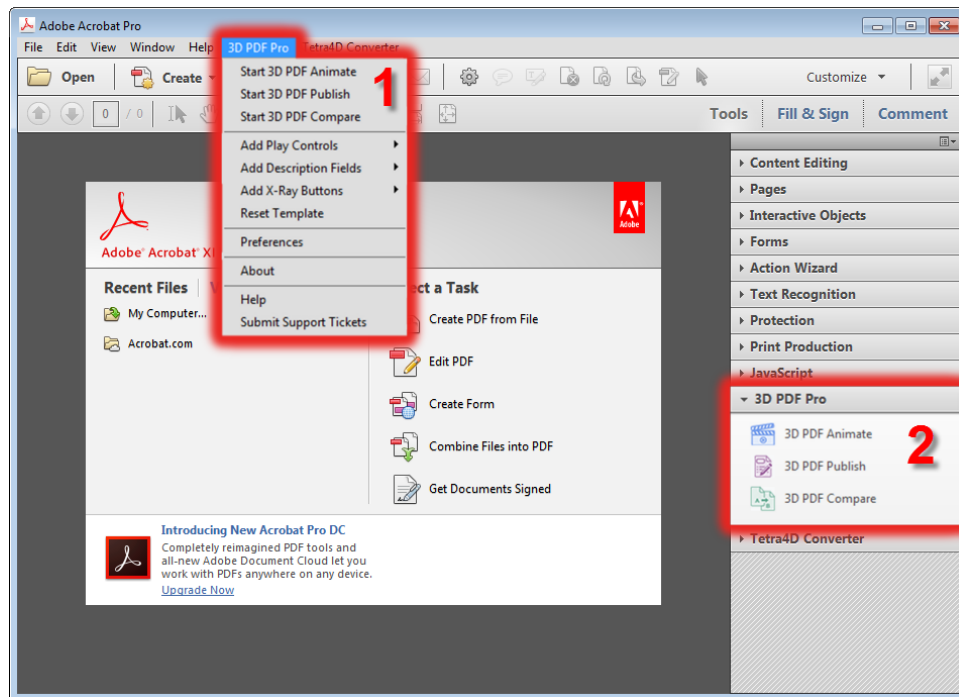 Adobe Acrobat Pro
File Edit View Window Help 3D PDF Pro Tetra4D Converter
Open Create Customize
0 / 0 Tools Fill & Sign Comment
Start 3D PDF Animate
Start 3D PDF Publish
Start 3D PDF Compare
Add Play Controls
Add Description Fields
Add X-Ray Buttons
Reset Template
Preferences
About
Help
Submit Support Tickets
1
Adobe® Acrobat® XI
Adobe
Recent Files
My Computer...
Acrobat.com
a Task
Create PDF from File
Edit PDF
Create Form
Combine Files into PDF
Get Documents Signed
Introducing New Acrobat Pro DC
Completely reimagined PDF tools and
all-new Adobe Document Cloud let you
work with PDFs anywhere on any device.
Upgrade Now
Content Editing
Pages
Interactive Objects
Forms
Action Wizard
Text Recognition
Protection
Print Production
JavaScript
3D PDF Pro
3D PDF Animate
3D PDF Publish
3D PDF Compare
2
Tetra4D Converter